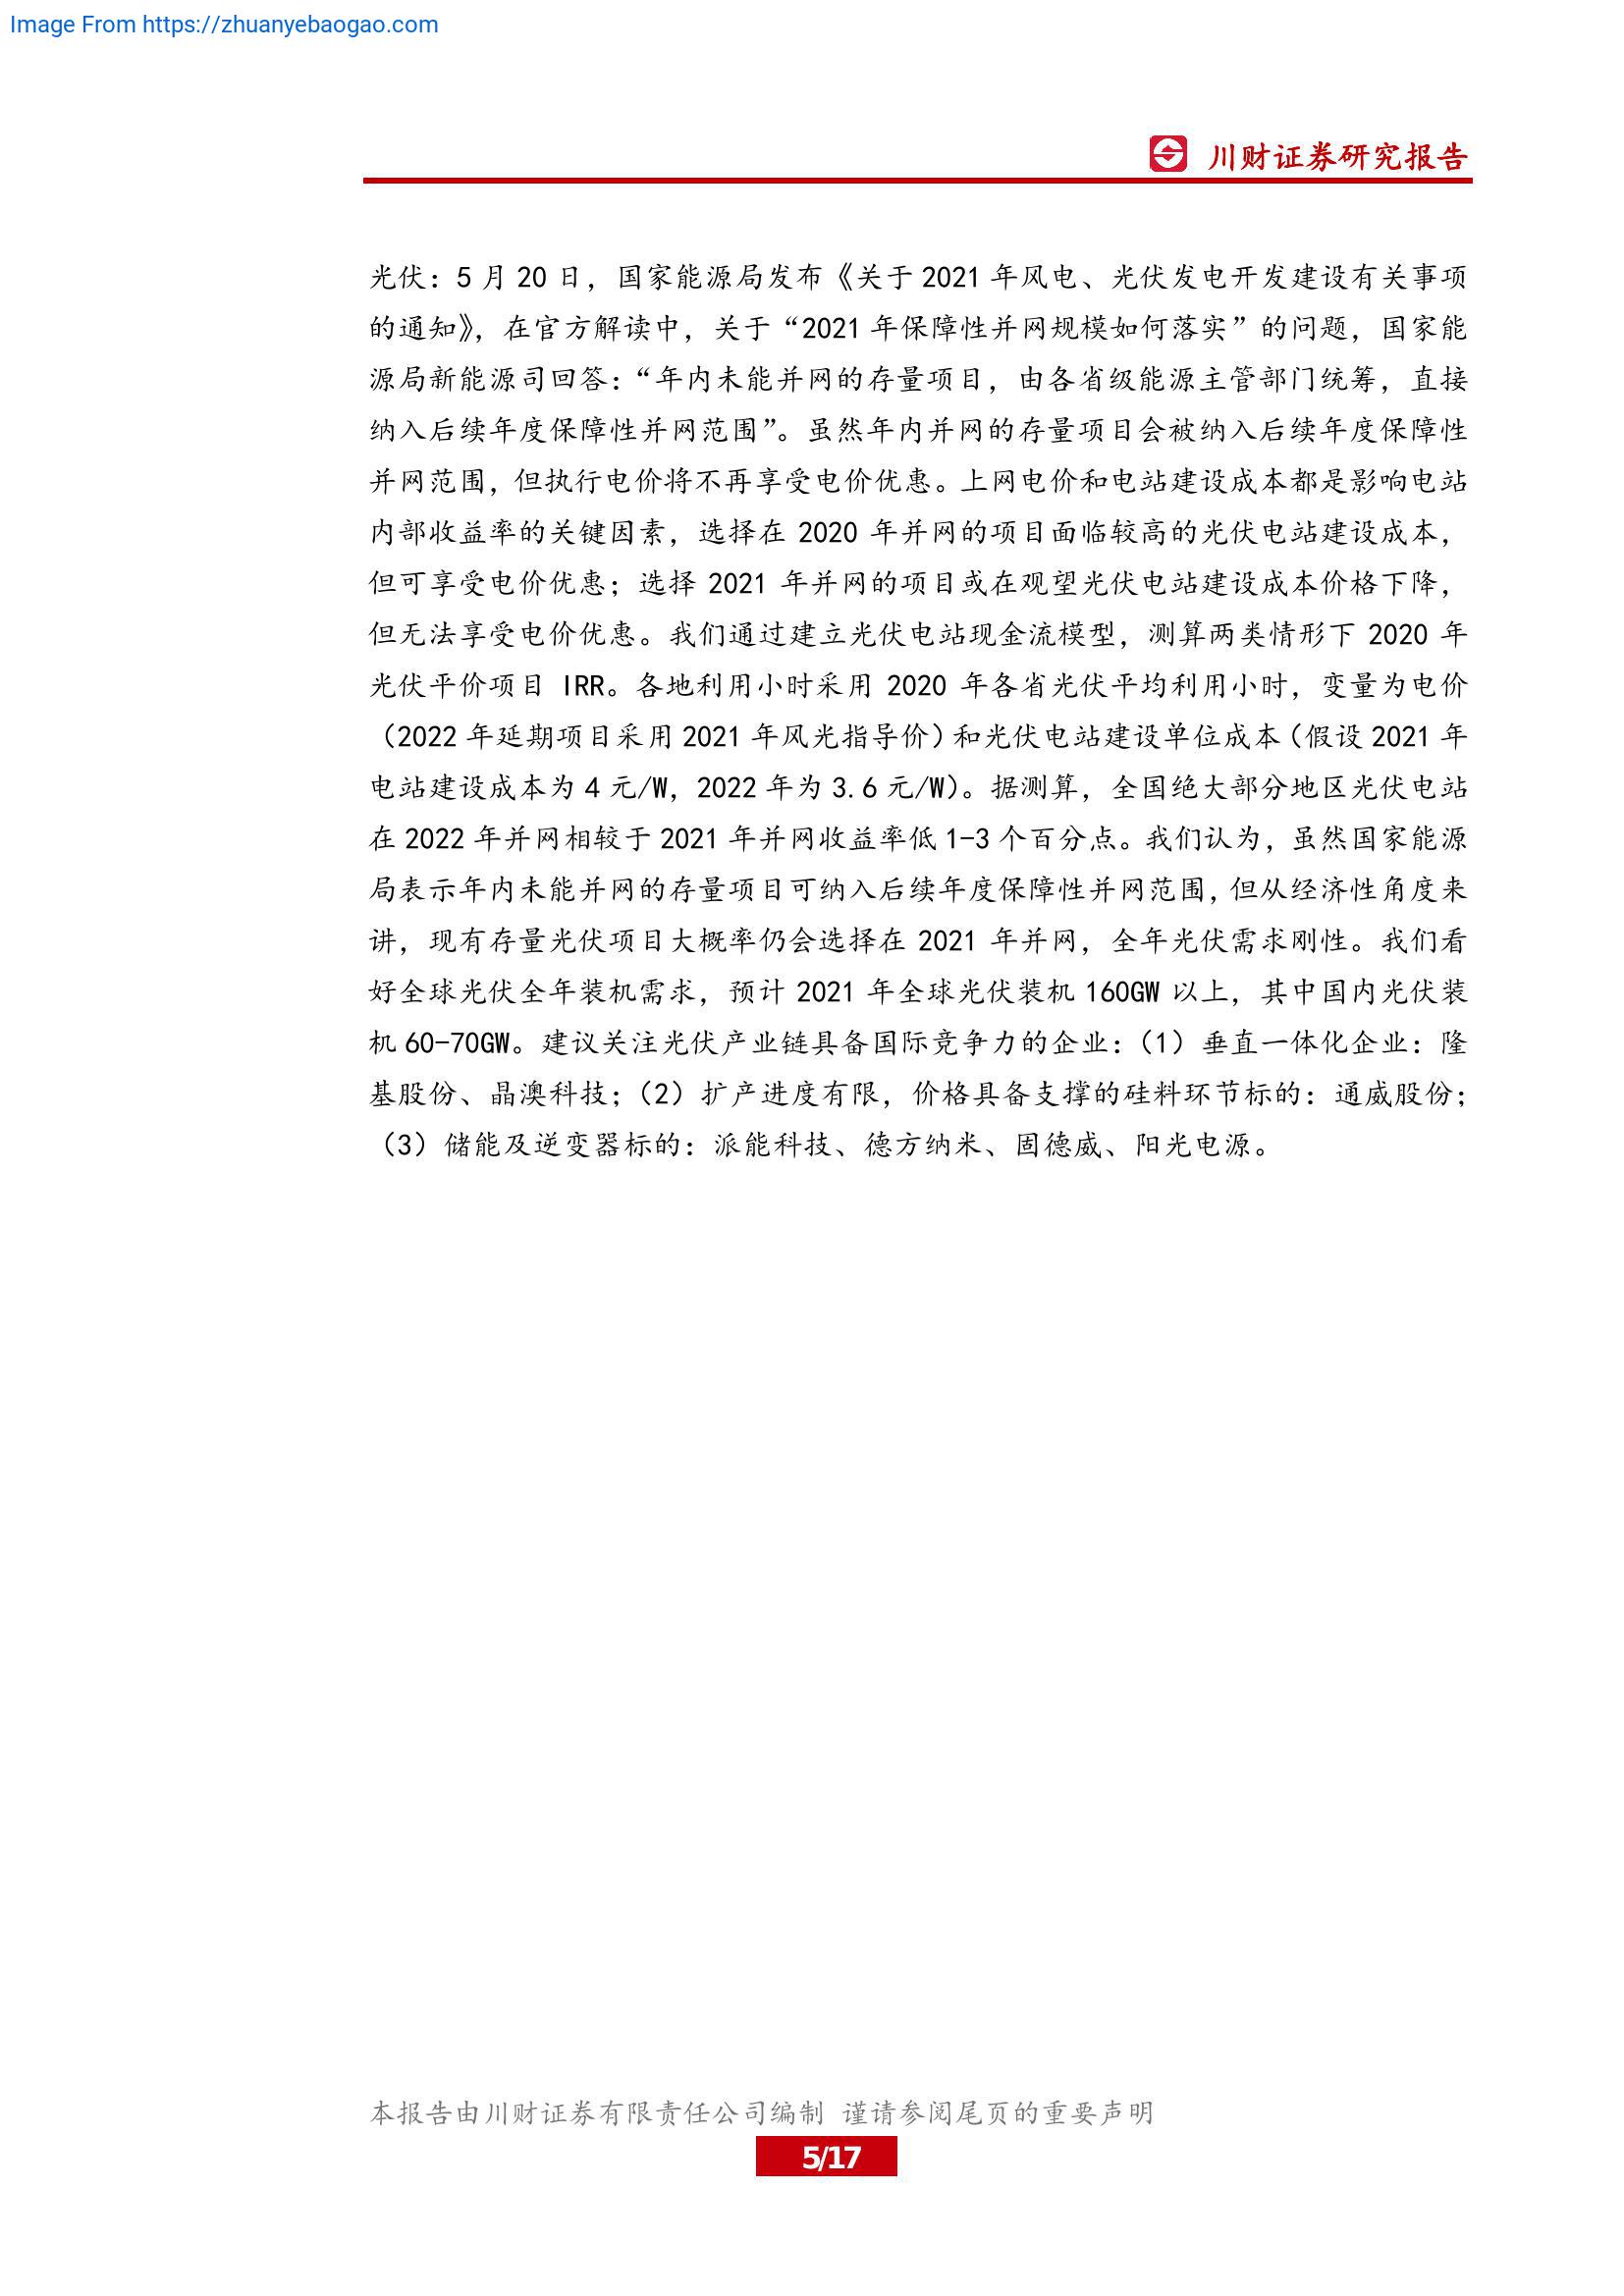 Image From https://zhuanyebaogao.com
川财证券研究报告
光伏：5 月 20 日，国家能源局发布《关于 2021 年风电、光伏发电开发建设有关事项
的通知》，在官方解读中，关于“2021 年保障性并网规模如何落实”的问题，国家能
源局新能源司回答：“年内未能并网的存量项目，由各省级能源主管部门统筹，直接
纳入后续年度保障性并网范围”。虽然年内并网的存量项目会被纳入后续年度保障性
并网范围，但执行电价将不再享受电价优惠。上网电价和电站建设成本都是影响电站
内部收益率的关键因素，选择在 2020 年并网的项目面临较高的光伏电站建设成本，
但可享受电价优惠；选择 2021 年并网的项目或在观望光伏电站建设成本价格下降，
但无法享受电价优惠。我们通过建立光伏电站现金流模型，测算两类情形下 2020 年
光伏平价项目 IRR。各地利用小时采用 2020 年各省光伏平均利用小时，变量为电价
（2022 年延期项目采用 2021 年风光指导价）和光伏电站建设单位成本（假设 2021 年
电站建设成本为 4 元/W，2022 年为 3.6 元/W）。据测算，全国绝大部分地区光伏电站
在 2022 年并网相较于 2021 年并网收益率低 1-3 个百分点。我们认为，虽然国家能源
局表示年内未能并网的存量项目可纳入后续年度保障性并网范围，但从经济性角度来
讲，现有存量光伏项目大概率仍会选择在 2021 年并网，全年光伏需求刚性。我们看
好全球光伏全年装机需求，预计 2021 年全球光伏装机 160GW 以上，其中国内光伏装
机 60-70GW。建议关注光伏产业链具备国际竞争力的企业：（1）垂直一体化企业：隆
基股份、晶澳科技；（2）扩产进度有限，价格具备支撑的硅料环节标的：通威股份；
（3）储能及逆变器标的：派能科技、德方纳米、固德威、阳光电源。
本报告由川财证券有限责任公司编制 谨请参阅尾页的重要声明
5/17